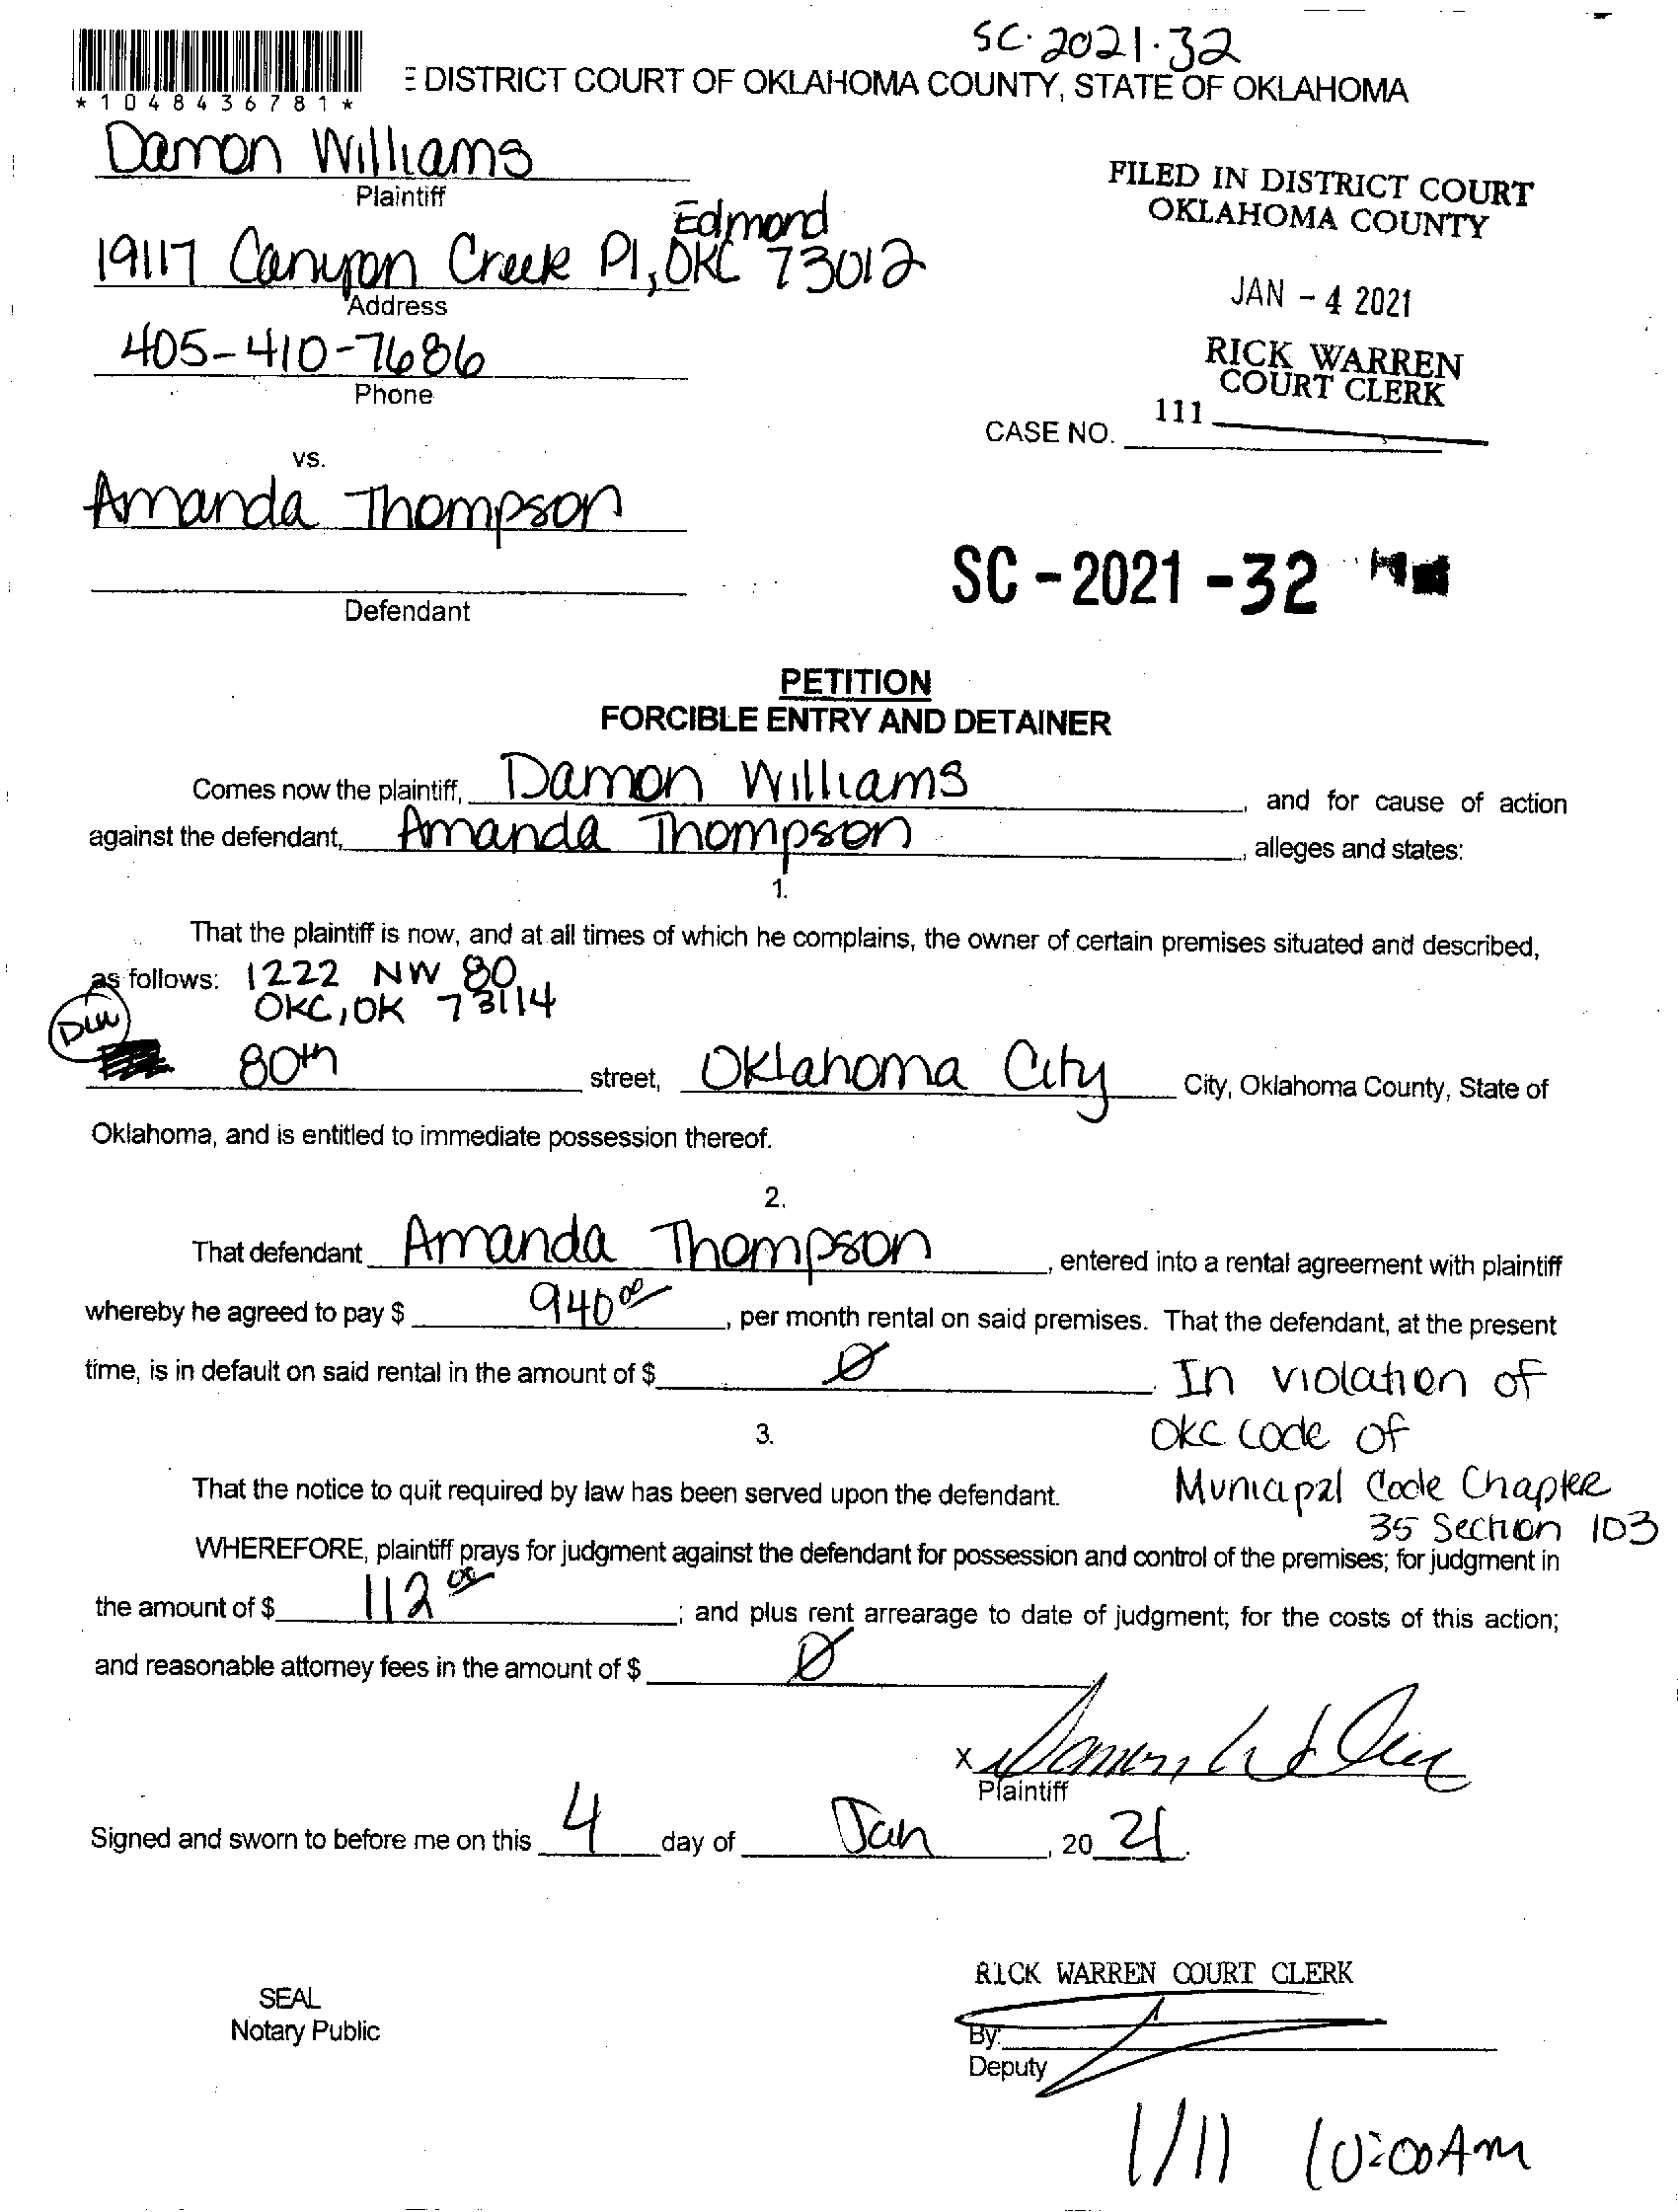 SC-2021-32
E DISTRICT COURT OF OKLAHOMA COUNTY, STATE OF OKLAHOMA
*1048436781*
Damon Williams
Plaintiff
FILED IN DISTRICT COURT
OKLAHOMA COUNTY
Edmond
19117 Canyon Creek Pl, OKC 73012
Address
JAN - 4 2021
405-410-7686
Phone
RICK WARREN
COURT CLERK
CASE NO. 111
vs.
Amanda Thompson
SC - 2021 - 32
Defendant
PETITION
FORCIBLE ENTRY AND DETAINER
Comes now the plaintiff, Damon Williams, and for cause of action
against the defendant, Amanda Thompson, alleges and states:
1.
That the plaintiff is now, and at all times of which he complains, the owner of certain premises situated and described,
as follows: 1222 NW 80
OKC, OK 73114
DLW
80th street, Oklahoma City City, Oklahoma County, State of
Oklahoma, and is entitled to immediate possession thereof.
2.
That defendant Amanda Thompson, entered into a rental agreement with plaintiff
whereby he agreed to pay $ 940 00, per month rental on said premises. That the defendant, at the present
time, is in default on said rental in the amount of $ Ø. In violation of
OKC code of
3.
Municipal Code Chapter
That the notice to quit required by law has been served upon the defendant.
35 Section 103
WHEREFORE, plaintiff prays for judgment against the defendant for possession and control of the premises; for judgment in
the amount of $ 112 00; and plus rent arrearage to date of judgment; for the costs of this action;
and reasonable attorney fees in the amount of $ Ø
X
Plaintiff
Signed and sworn to before me on this 4 day of Jan, 20 21.
RICK WARREN COURT CLERK
SEAL
Notary Public
By:
Deputy
1/11 10:00 AM